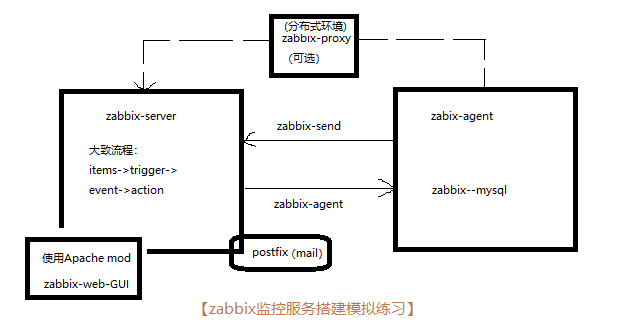 (分布式环境)
zabbix-proxy
(可选)
zabbix-server
大致流程：
items->trigger->
event->action
zabbix-send
zabbix-agent
zabix-agent
zabbix--mysql
使用Apache mod
zabbix-web-GUI
postfix (mail)
【zabbix监控服务搭建模拟练习】